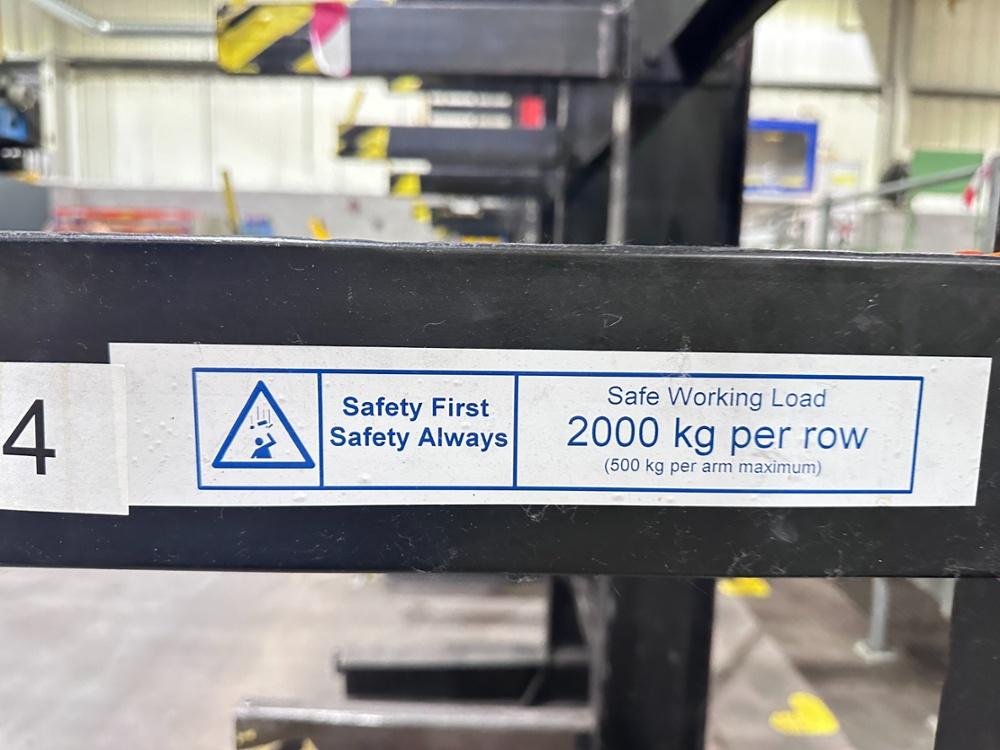 4
Safety First
Safety Always
Safe Working Load
2000 kg per row
(500 kg per arm maximum)